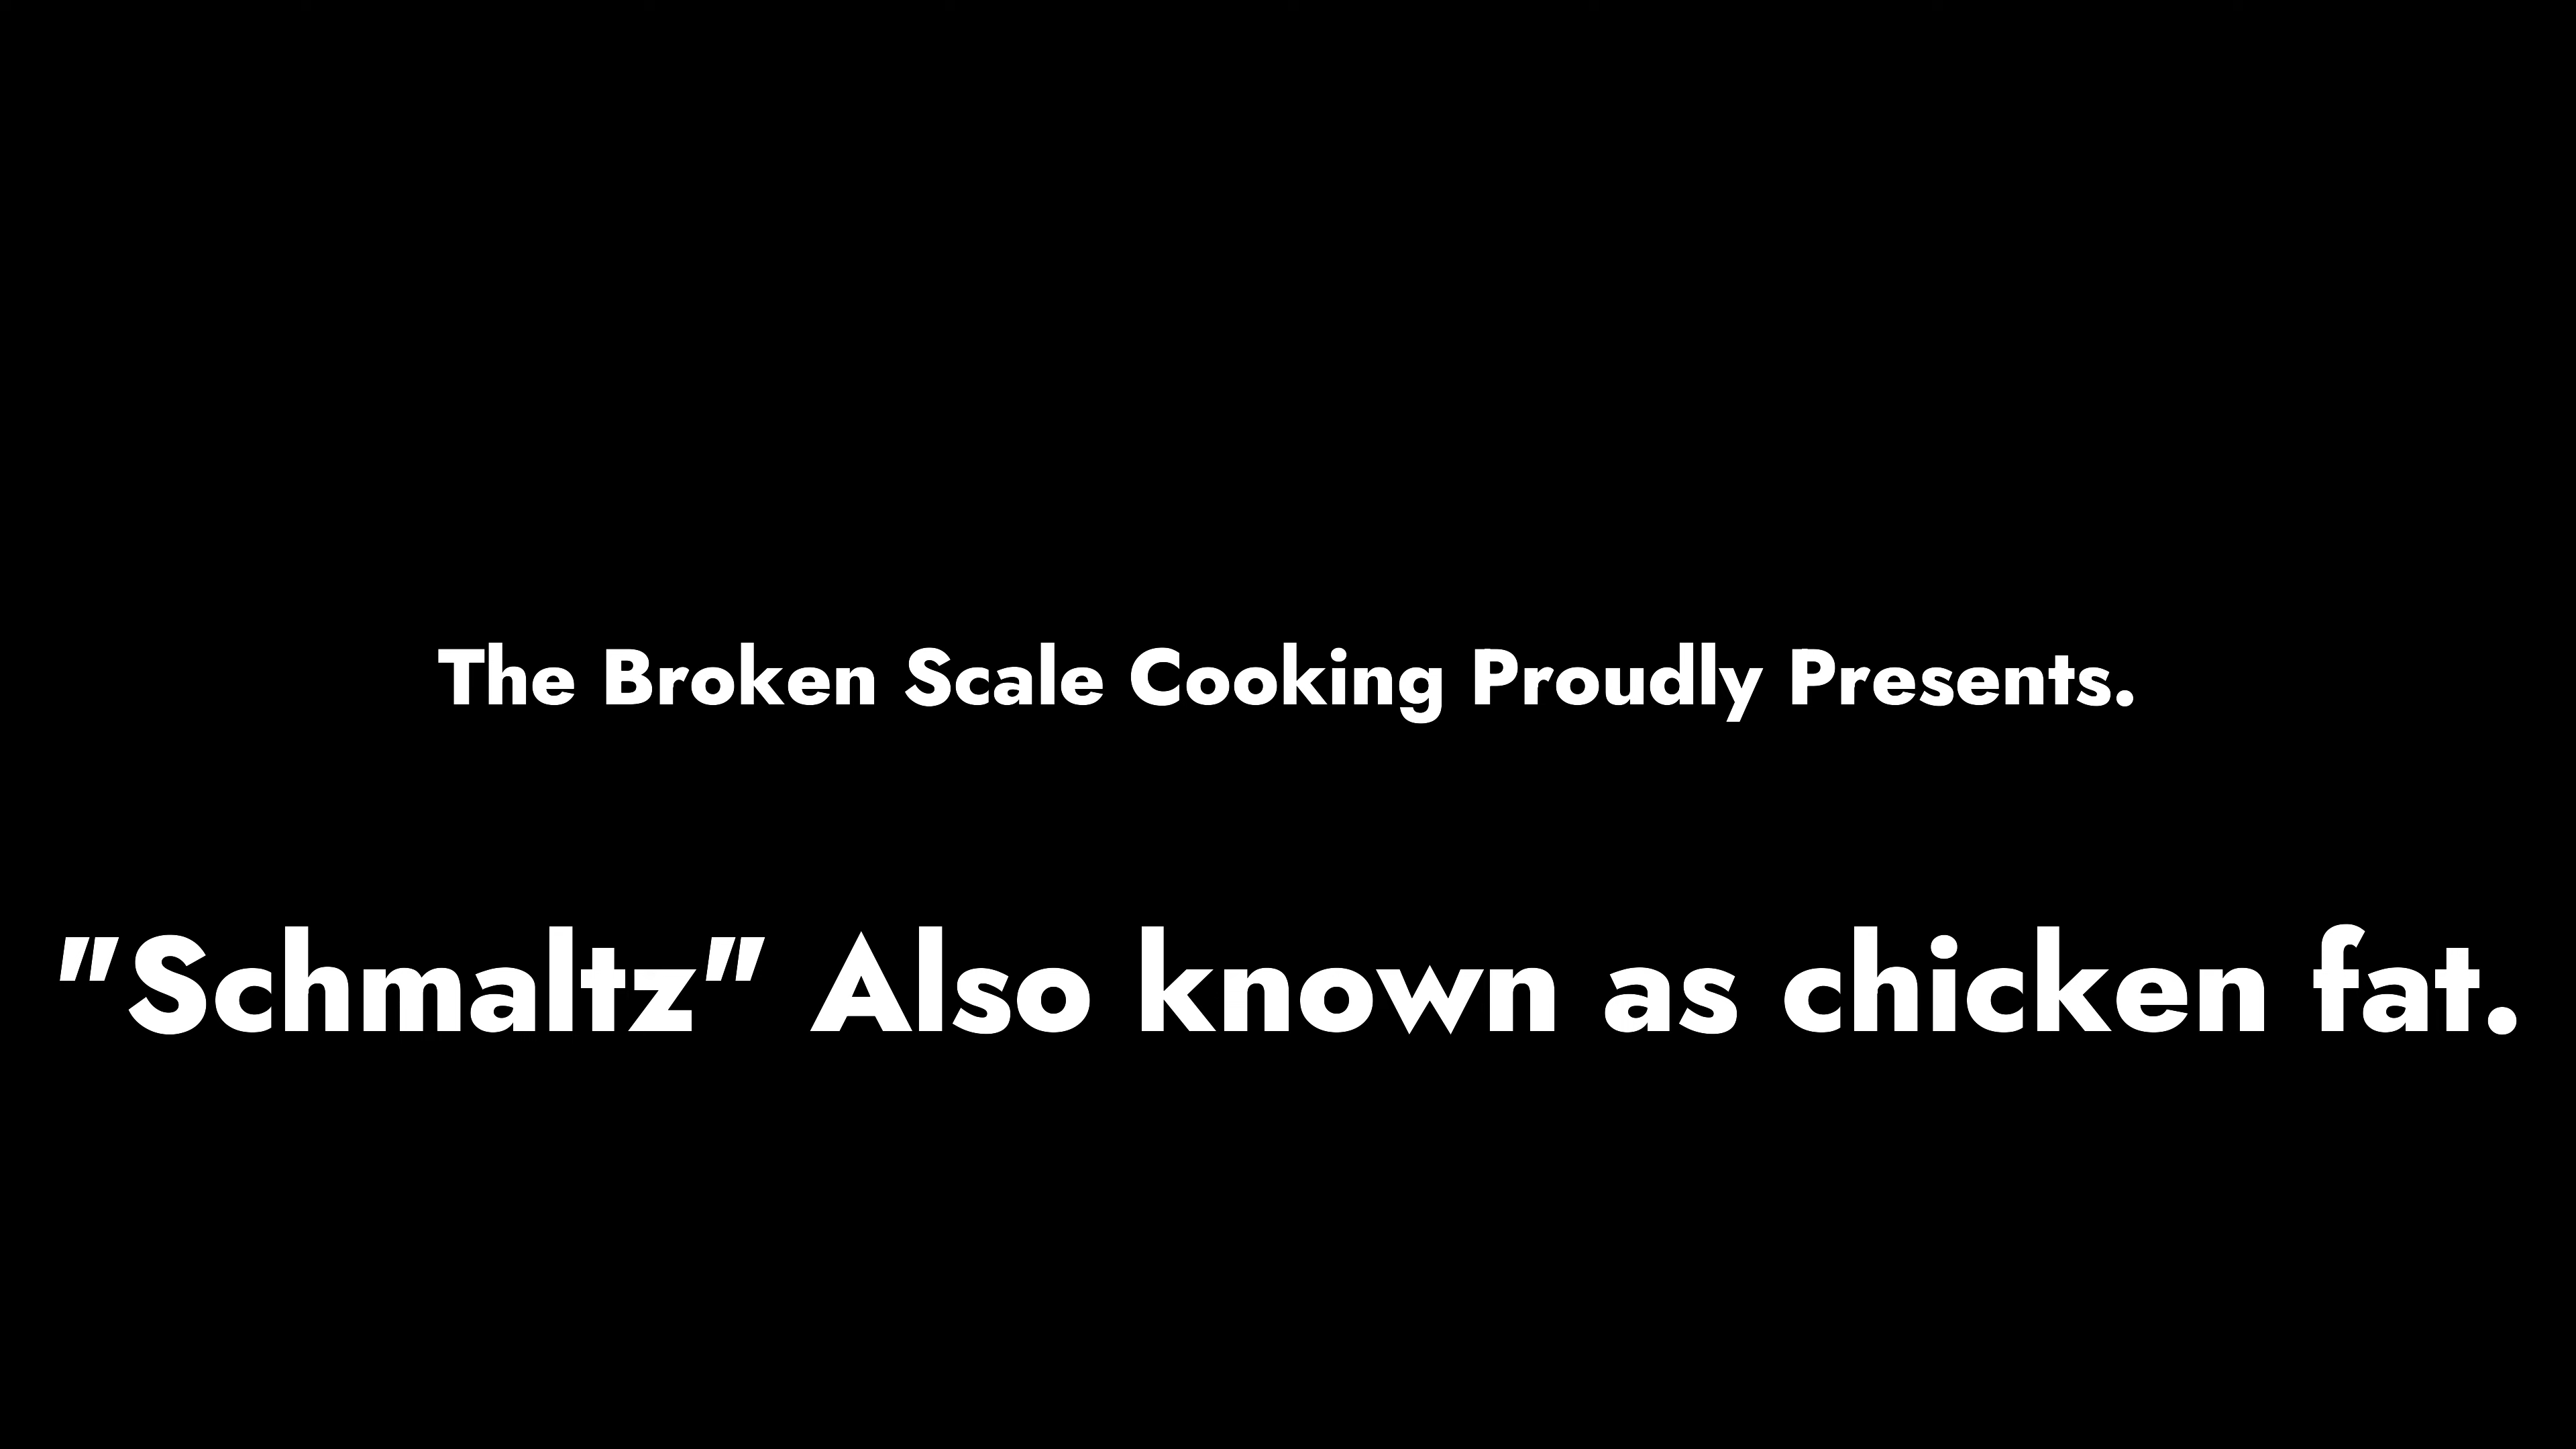 The Broken Scale Cooking Proudly Presents.
"Schmaltz" Also known as chicken fat.